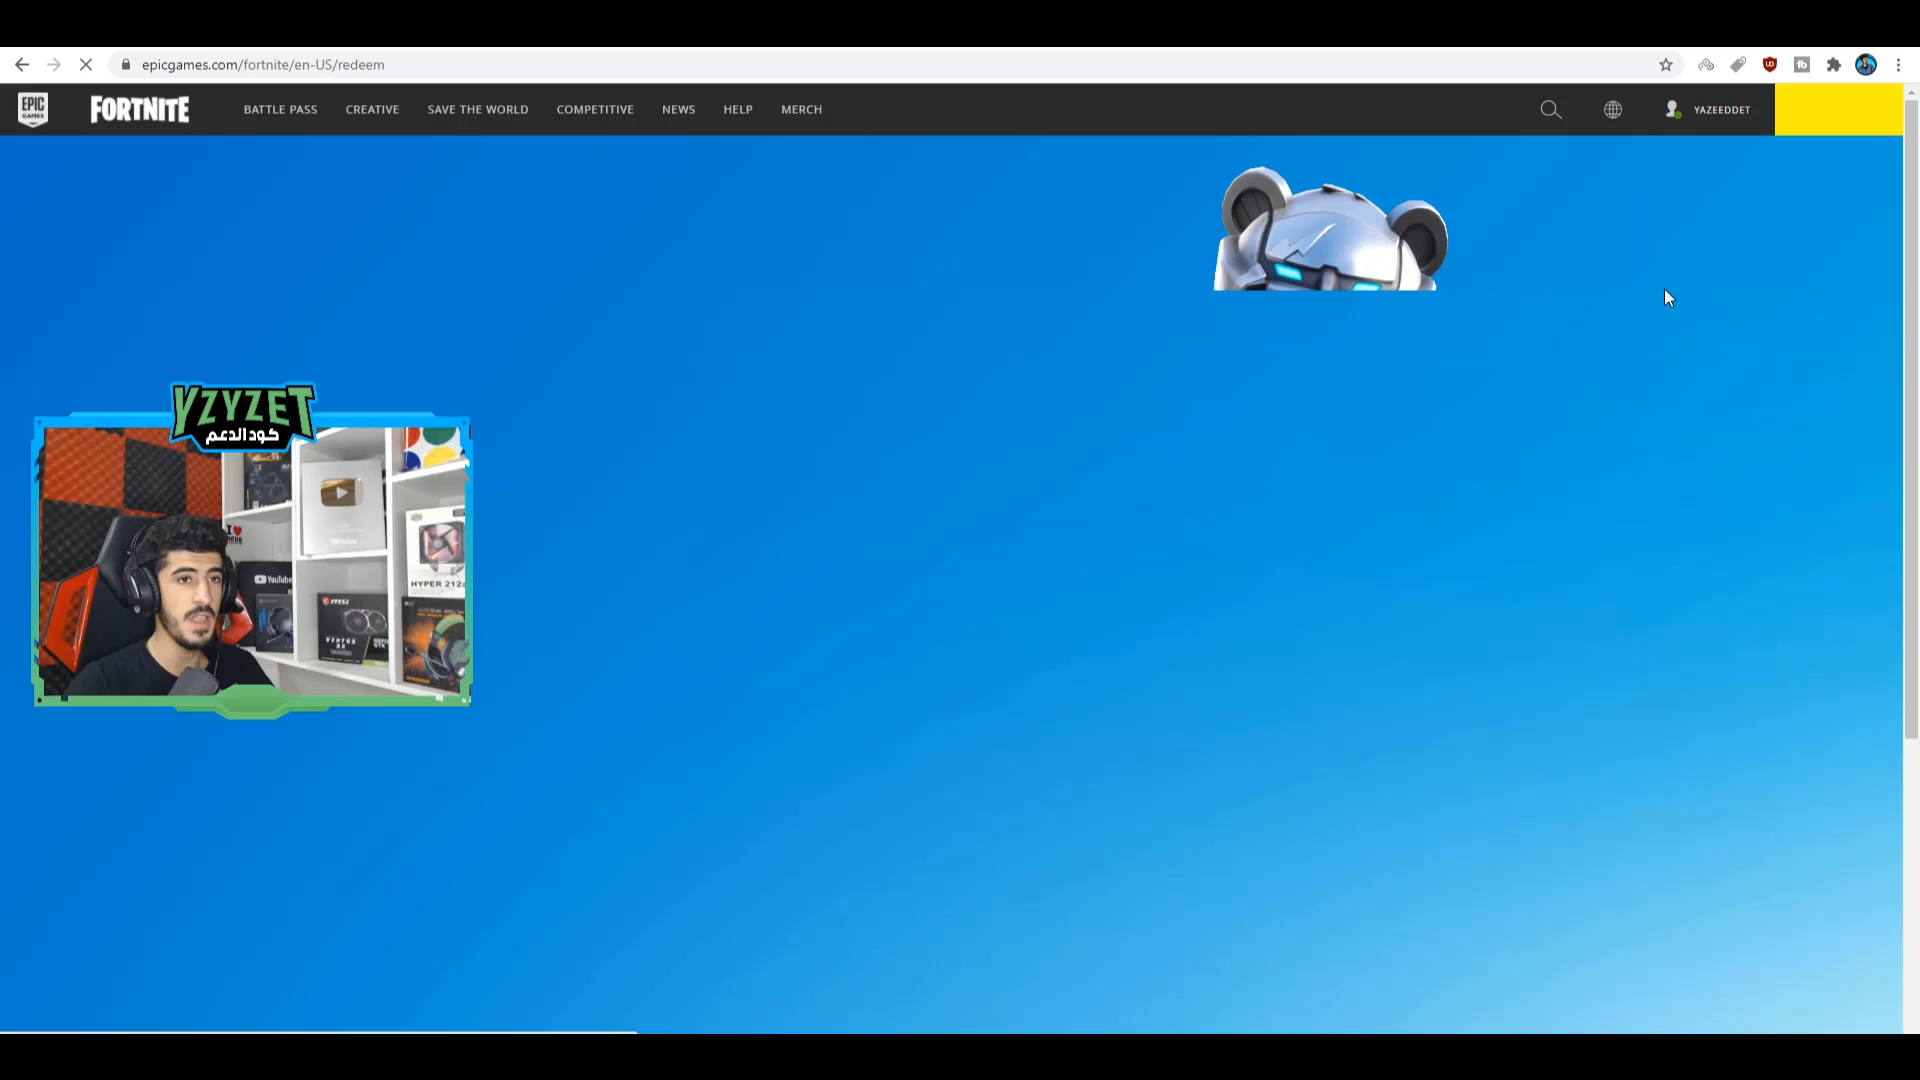 epicgames.com/fortnite/en-US/redeem
EPIC
GAMES
FORTNITE
BATTLE PASS
CREATIVE
SAVE THE WORLD
COMPETITIVE
NEWS
HELP
MERCH
YAZEEDDET
YZYZET
كود الدعم
YouTube
HYPER 212
msi
VENTUS